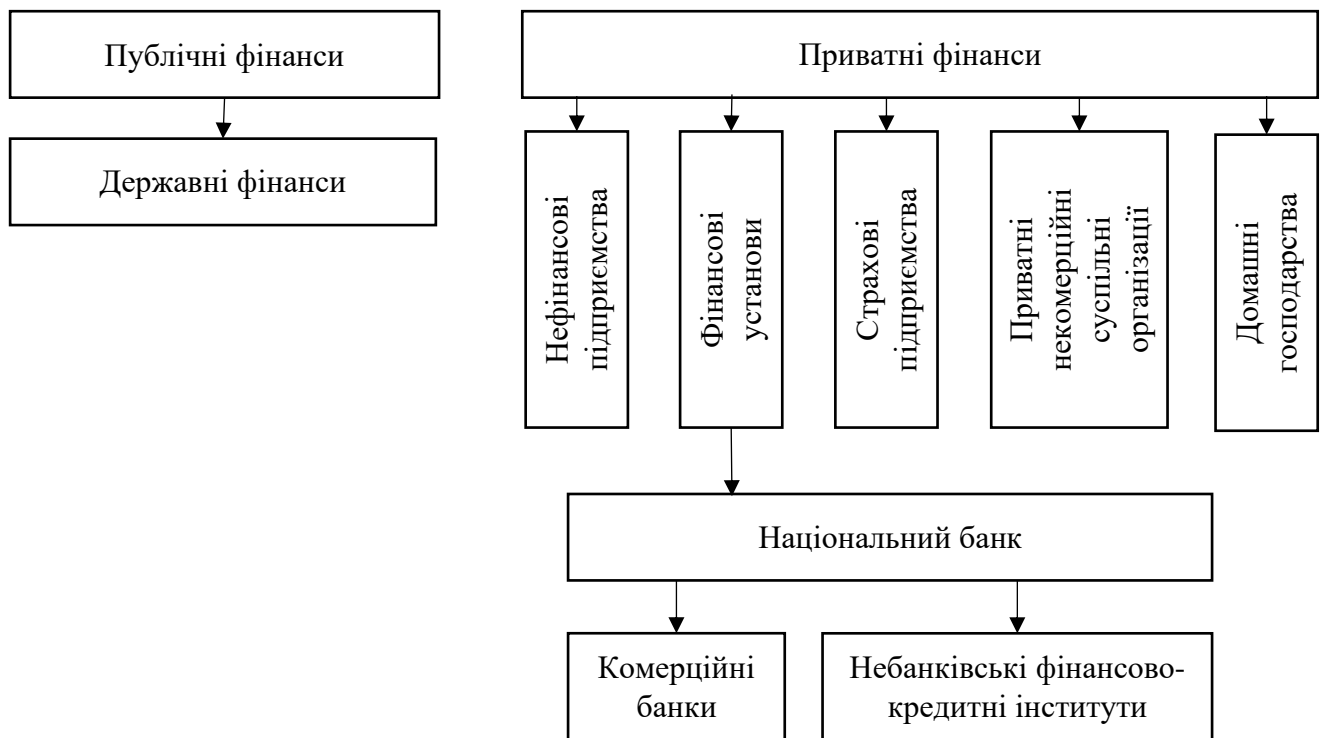 Публічні фінанси
Приватні фінанси
Державні фінанси
Нефінансові
підприємства
Фінансові
установи
Страхові
підприємства
Приватні
некомерційні
суспільні
організації
Домашні
господарства
Національний банк
Комерційні
банки
Небанківські фінансово-
кредитні інститути